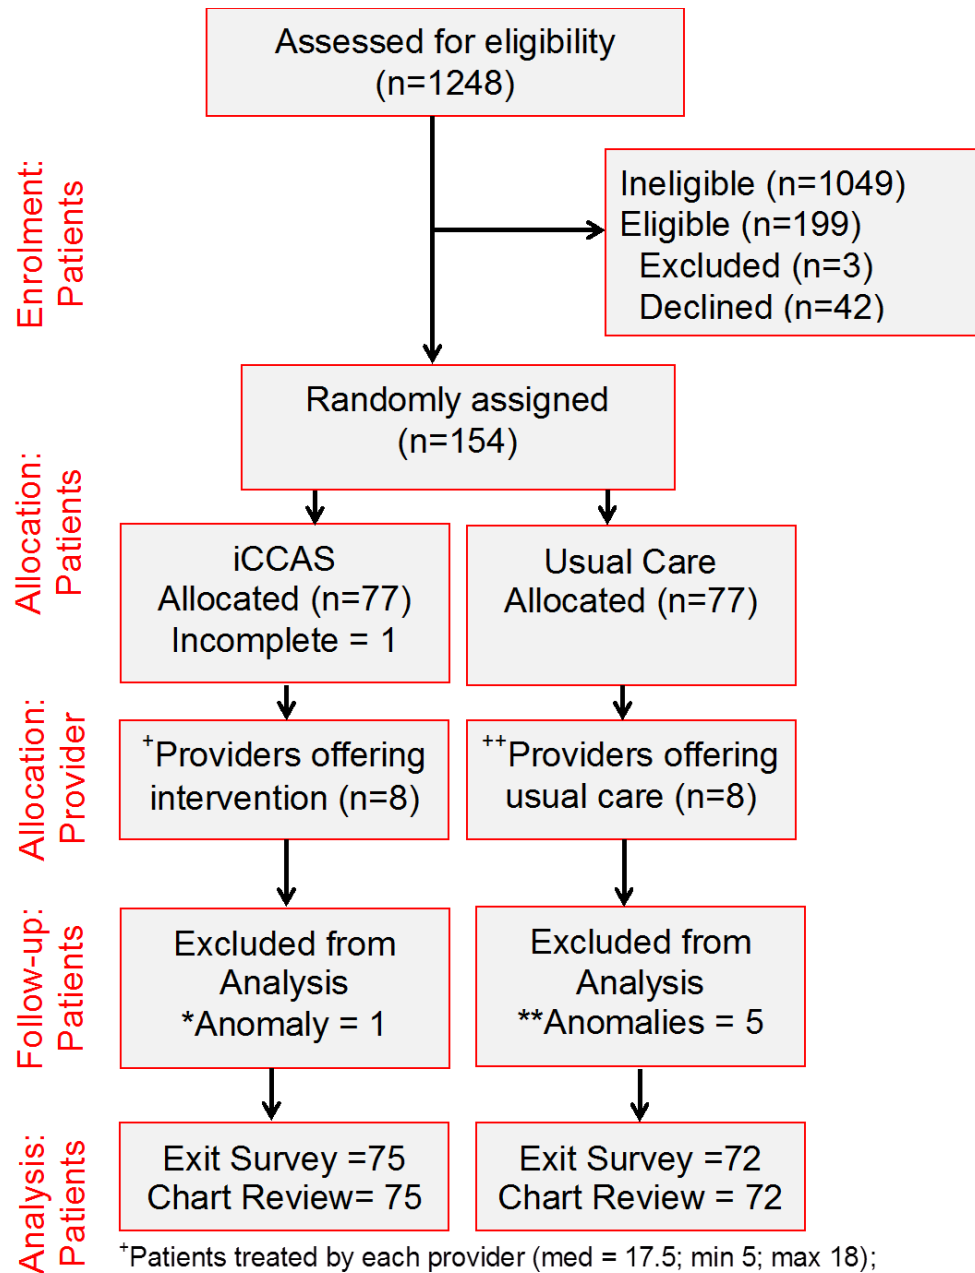 Assessed for eligibility
(n=1248)
Enrolment:
Patients
Ineligible (n=1049)
Eligible (n=199)
Excluded (n=3)
Declined (n=42)
Randomly assigned
(n=154)
Allocation:
Patients
iCCAS
Allocated (n=77)
Incomplete = 1
Usual Care
Allocated (n=77)
Allocation:
Provider
+Providers offering
intervention (n=8)
++Providers offering
usual care (n=8)
Follow-up:
Patients
Excluded from
Analysis
*Anomaly = 1
Excluded from
Analysis
**Anomalies = 5
Analysis:
Patients
Exit Survey =75
Chart Review= 75
Exit Survey =72
Chart Review = 72
+Patients treated by each provider (med = 17.5; min 5; max 18);